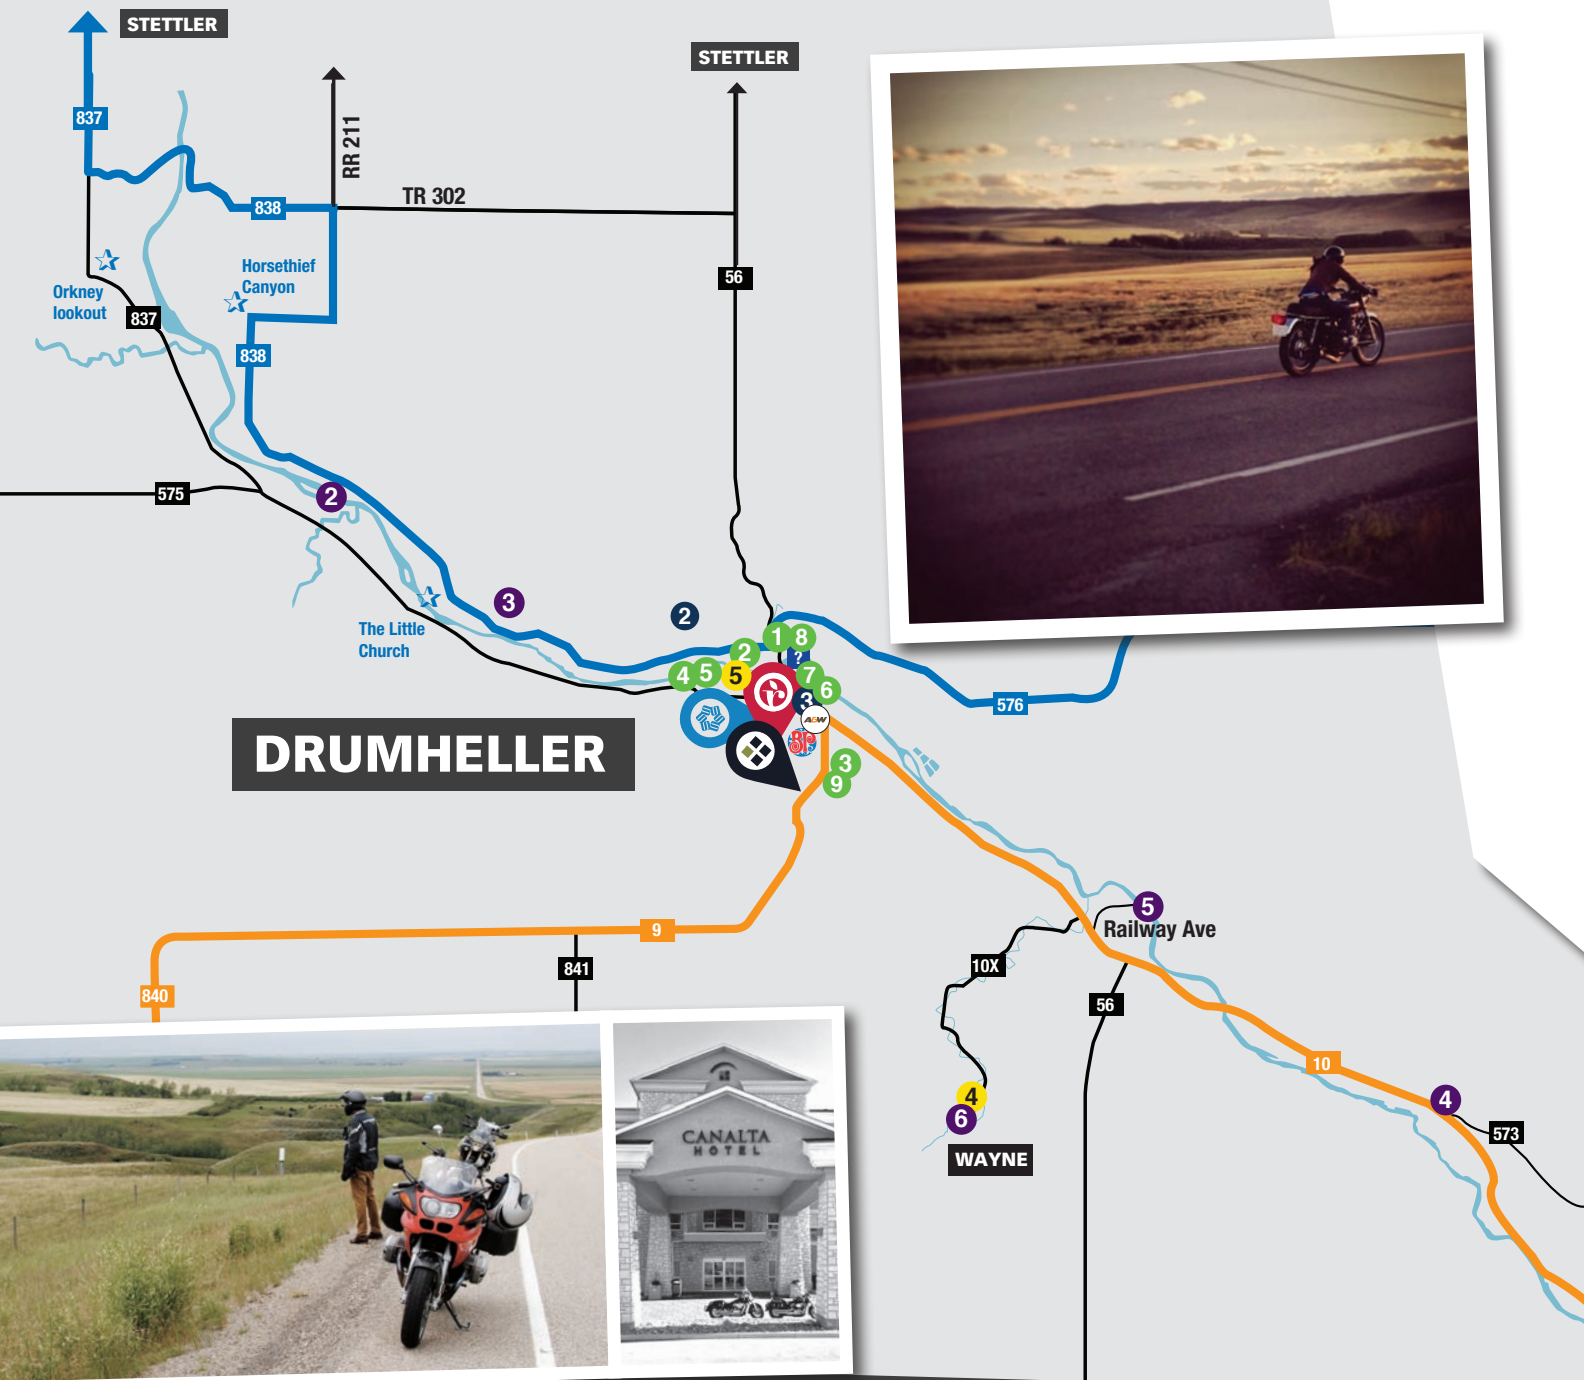 STETTLER
STETTLER
837
RR 211
838
TR 302
Horsethief
Canyon
56
Orkney
lookout
837
838
575
2
3
2
The Little
Church
1
8
2
?
4
5
5
7
6
3
A&W
BP
576
DRUMHELLER
3
9
9
5
Railway Ave
10X
841
840
56
10
4
6
4
573
WAYNE
CANALTA
HOTEL